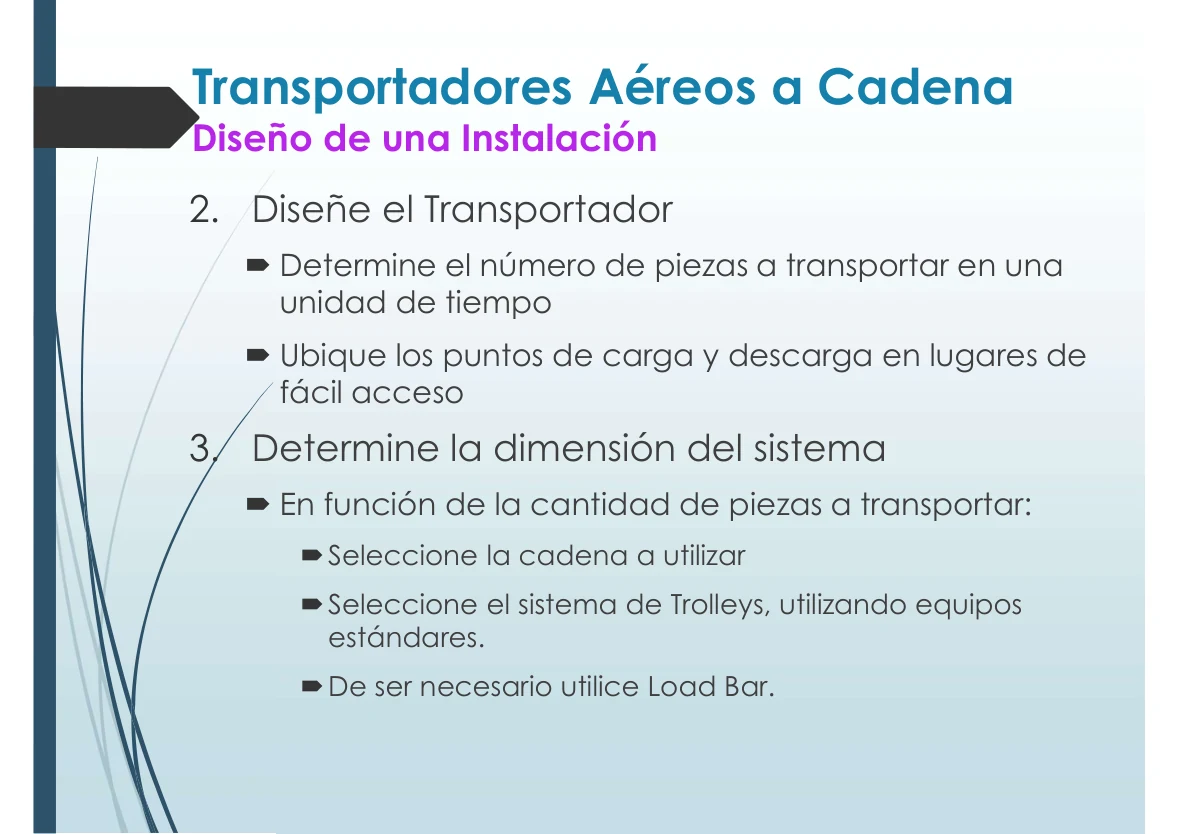 Transportadores Aéreos a Cadena
Diseño de una Instalación
2. Diseñe el Transportador
Determine el número de piezas a transportar en una
unidad de tiempo
Ubique los puntos de carga y descarga en lugares de
fácil acceso
3. Determine la dimensión del sistema
En función de la cantidad de piezas a transportar:
Seleccione la cadena a utilizar
Seleccione el sistema de Trolleys, utilizando equipos
estándares.
De ser necesario utilice Load Bar.